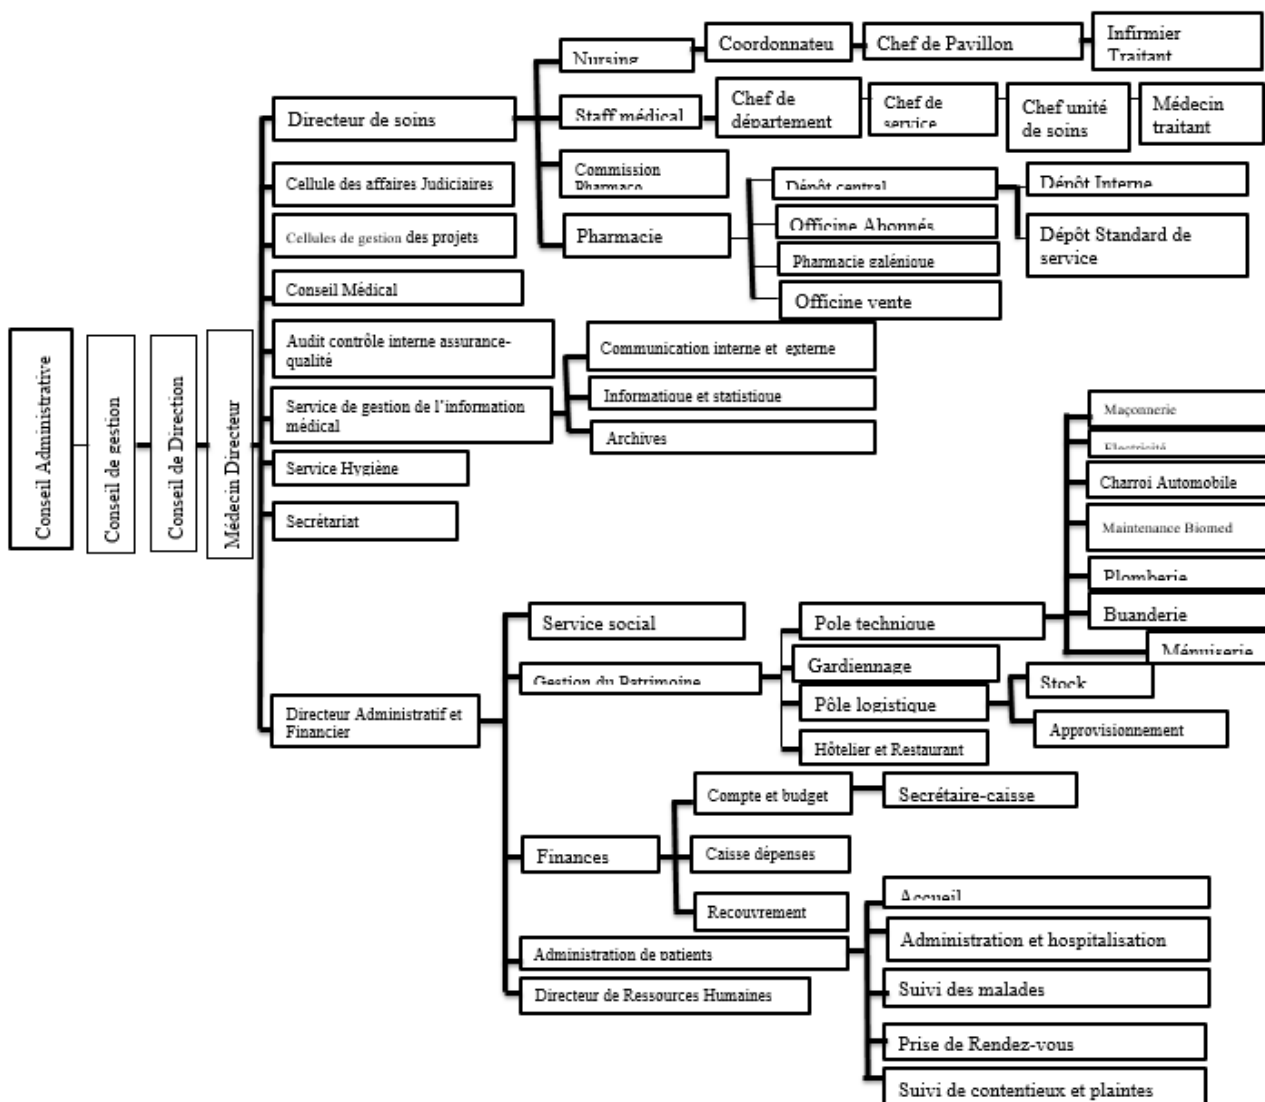 Conseil Administrative
Conseil de gestion
Conseil de Direction
Médecin Directeur
Directeur de soins
Nursing
Coordonnateu
Chef de Pavillon
Infirmier
Traitant
Staff médical
Chef de
département
Chef de
service
Chef unité
de soins
Médecin
traitant
Commission
Pharmaco
Pharmacie
Dépôt central
Dépôt Interne
Dépôt Standard de
service
Officine Abonnés
Pharmacie galénique
Officine vente
Cellule des affaires Judiciaires
Cellules de gestion des projets
Conseil Médical
Audit contrôle interne assurance-
qualité
Service de gestion de l'information
médical
Communication interne et externe
Informatique et statistique
Archives
Service Hygiène
Secrétariat
Directeur Administratif et
Financier
Service social
Gestion du Patrimoine
Pole technique
Maçonnerie
Electricité
Charroi Automobile
Maintenance Biomed
Plomberie
Buanderie
Ménuiserie
Gardiennage
Pôle logistique
Stock
Approvisionnement
Hôtelier et Restaurant
Finances
Compte et budget
Secrétaire-caisse
Caisse dépenses
Recouvrement
Administration de patients
Accueil
Administration et hospitalisation
Suivi des malades
Prise de Rendez-vous
Suivi de contentieux et plaintes
Directeur de Ressources Humaines